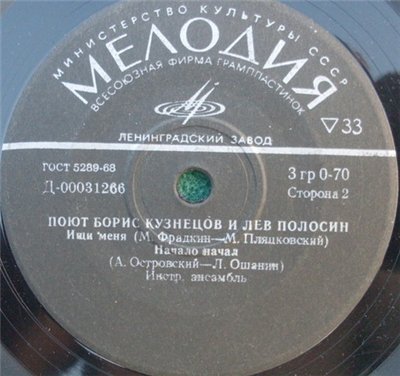 МИНИСТЕРСТВО КУЛЬТУРЫ СССР
МЕЛОДИЯ
ВСЕСОЮЗНАЯ ФИРМА ГРАМПЛАСТИНОК
ЛЕНИНГРАДСКИЙ ЗАВОД
▽33
ГОСТ 5289-68
3 гр 0-70
Д-00031266
Сторона 2
ПОЮТ БОРИС КУЗНЕЦОВ И ЛЕВ ПОЛОСИН
Ищи меня (М. Фрадкин—М. Пляцковский)
Начало начал
(А. Островский—Л. Ошанин)
Инстр. ансамбль